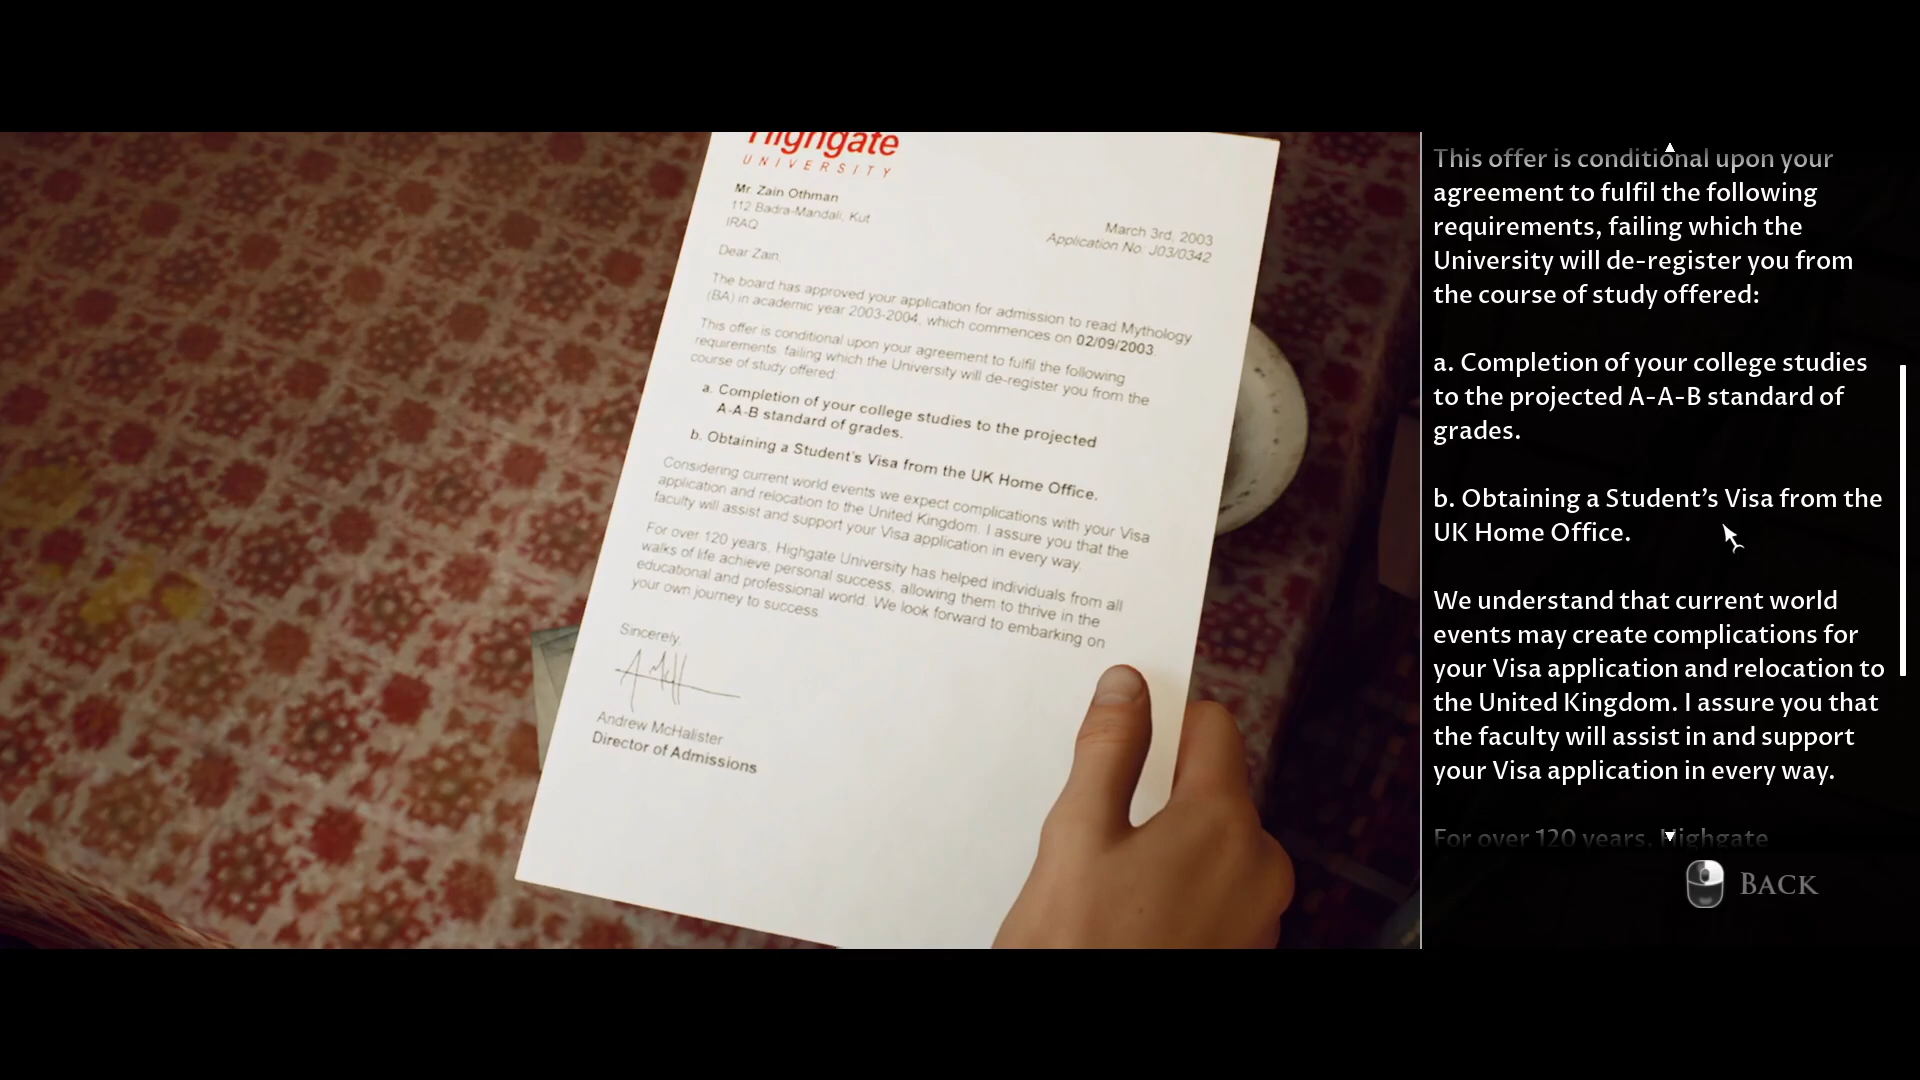 Highgate
UNIVERSITY
Mr. Zain Othman
112 Badra-Mandali, Kut
IRAQ
March 3rd, 2003
Application No: J03/0342
Dear Zain,
The board has approved your application for admission to read Mythology
(BA) in academic year 2003-2004, which commences on 02/09/2003.
This offer is conditional upon your agreement to fulfil the following
requirements, failing which the University will de-register you from the
course of study offered:
a. Completion of your college studies to the projected
A-A-B standard of grades.
b. Obtaining a Student's Visa from the UK Home Office.
Considering current world events we expect complications with your Visa
application and relocation to the United Kingdom. I assure you that the
faculty will assist and support your Visa application in every way.
For over 120 years, Highgate University has helped individuals from all
walks of life achieve personal success, allowing them to thrive in the
educational and professional world. We look forward to embarking on
your own journey to success.
Sincerely,
Andrew McHalister
Director of Admissions
This offer is conditional upon your
agreement to fulfil the following
requirements, failing which the
University will de-register you from
the course of study offered:
a. Completion of your college studies
to the projected A-A-B standard of
grades.
b. Obtaining a Student's Visa from the
UK Home Office.
We understand that current world
events may create complications for
your Visa application and relocation to
the United Kingdom. I assure you that
the faculty will assist in and support
your Visa application in every way.
For over 120 years, Highgate
BACK